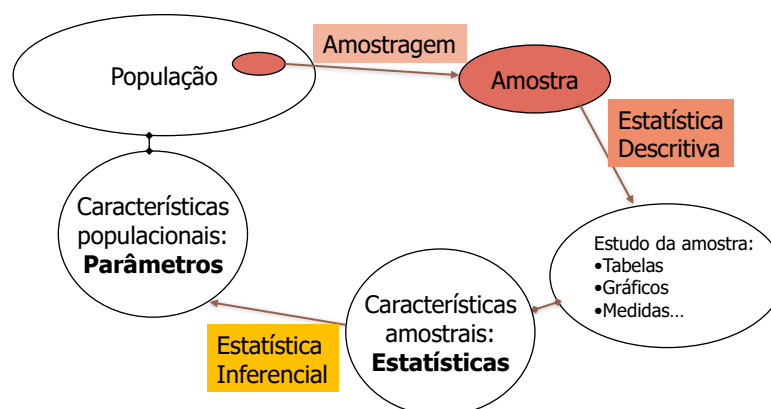 Amostragem
População
Amostra
Estatística
Descritiva
Características
populacionais:
Parâmetros
Estudo da amostra:
•Tabelas
•Gráficos
•Medidas...
Características
amostrais:
Estatísticas
Estatística
Inferencial